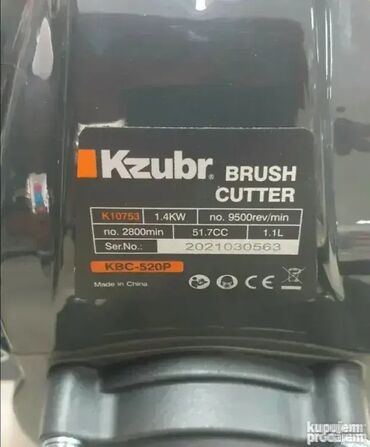 Kzubr® BRUSH CUTTER
K10753 1.4KW no. 9500rev/min
no. 2800min 51.7CC 1.1L
Ser.No.: 2021030563
KBC-520P
Made in China CE
kupujem prodajem